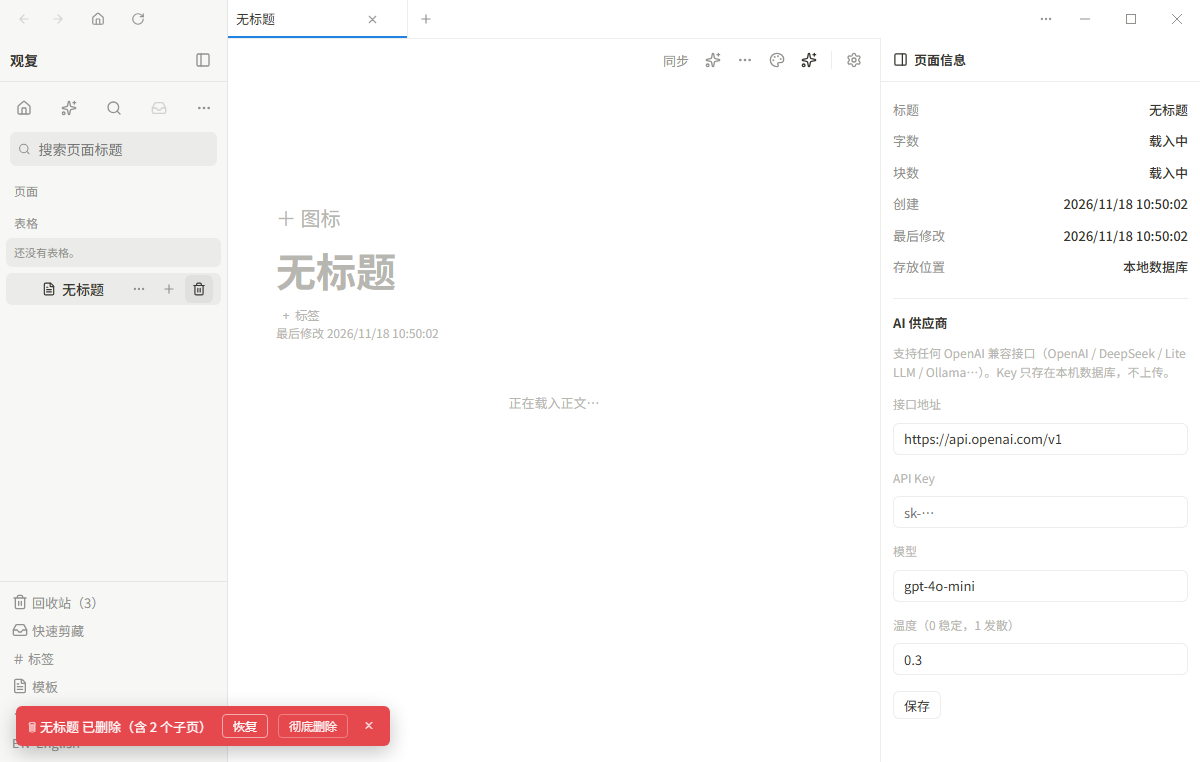 无标题
观复
同步
页面信息
搜索页面标题
页面
表格
还没有表格。
无标题
图标
无标题
+ 标签
最后修改 2026/11/18 10:50:02
正在载入正文…
标题 无标题
字数 载入中
块数 载入中
创建 2026/11/18 10:50:02
最后修改 2026/11/18 10:50:02
存放位置 本地数据库
AI 供应商
支持任何 OpenAI 兼容接口（OpenAI / DeepSeek / Lite
LLM / Ollama…）。Key 只存在本机数据库，不上传。
接口地址
https://api.openai.com/v1
API Key
sk-…
模型
gpt-4o-mini
温度（0 稳定，1 发散）
0.3
保存
回收站（3）
快速剪藏
# 标签
模板
无标题 已删除（含 2 个子页） 恢复 彻底删除